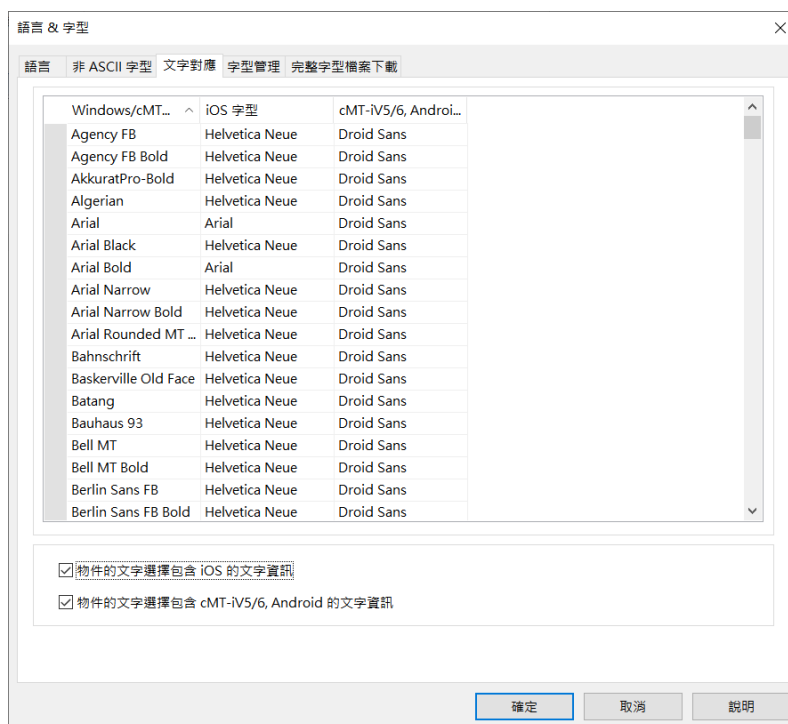 語言 & 字型
語言 非 ASCII 字型 文字對應 字型管理 完整字型檔案下載
Windows/cMT... iOS 字型 cMT-iV5/6, Androi...
Agency FB Helvetica Neue Droid Sans
Agency FB Bold Helvetica Neue Droid Sans
AkkuratPro-Bold Helvetica Neue Droid Sans
Algerian Helvetica Neue Droid Sans
Arial Arial Droid Sans
Arial Black Helvetica Neue Droid Sans
Arial Bold Arial Droid Sans
Arial Narrow Helvetica Neue Droid Sans
Arial Narrow Bold Helvetica Neue Droid Sans
Arial Rounded MT ... Helvetica Neue Droid Sans
Bahnschrift Helvetica Neue Droid Sans
Baskerville Old Face Helvetica Neue Droid Sans
Batang Helvetica Neue Droid Sans
Bauhaus 93 Helvetica Neue Droid Sans
Bell MT Helvetica Neue Droid Sans
Bell MT Bold Helvetica Neue Droid Sans
Berlin Sans FB Helvetica Neue Droid Sans
Berlin Sans FB Bold Helvetica Neue Droid Sans
物件的文字選擇包含 iOS 的文字資訊
物件的文字選擇包含 cMT-iV5/6, Android 的文字資訊
確定 取消 說明